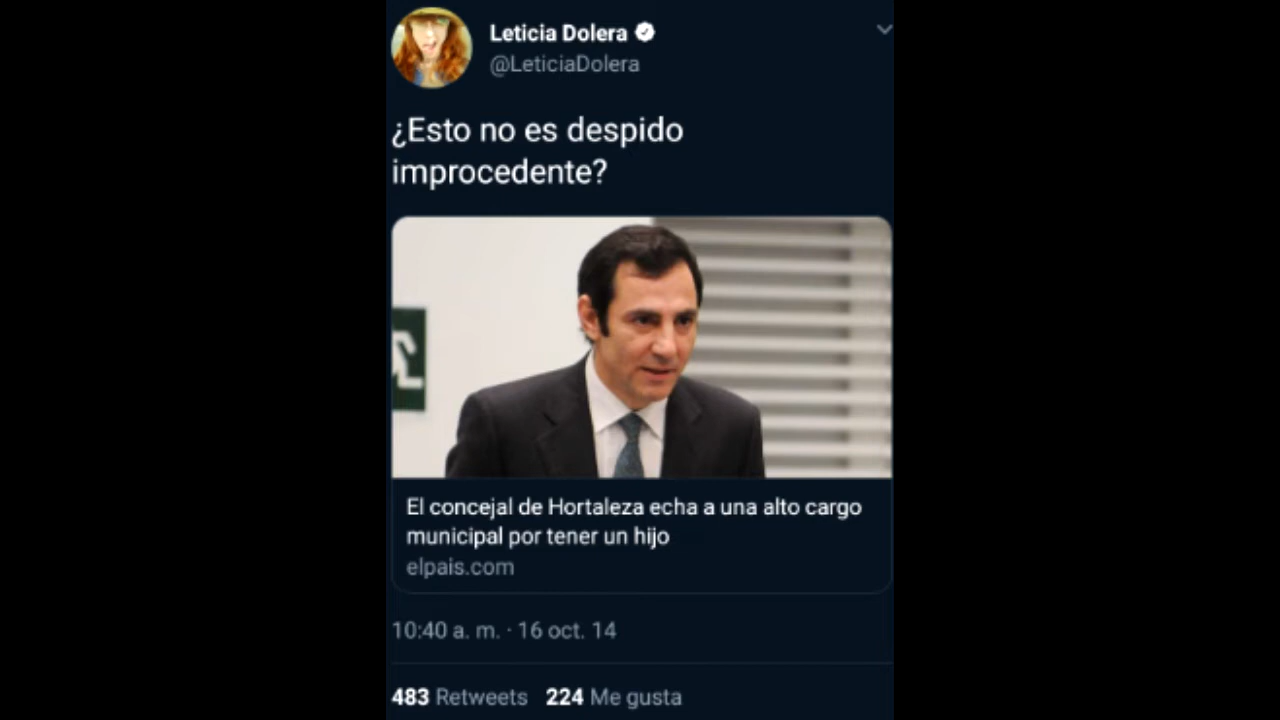 Leticia Dolera
@LeticiaDolera
¿Esto no es despido
improcedente?
El concejal de Hortaleza echa a una alto cargo
municipal por tener un hijo
elpais.com
10:40 a. m. · 16 oct. 14
483 Retweets 224 Me gusta